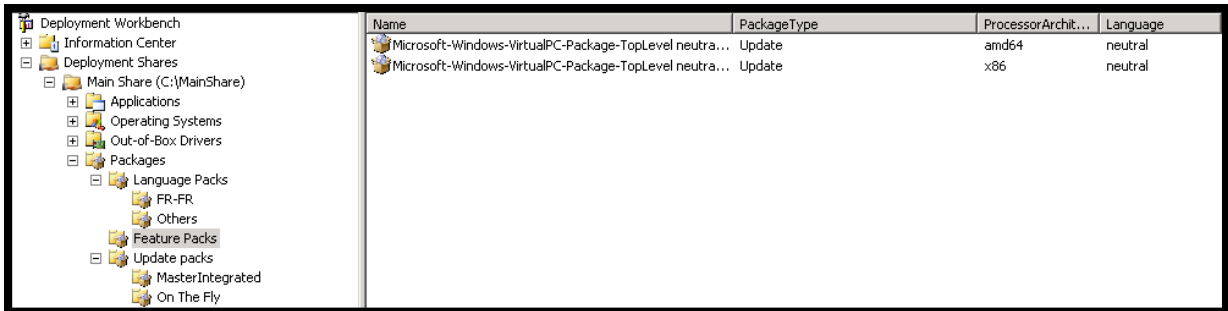 Deployment Workbench
Information Center
Deployment Shares
Main Share (C:\MainShare)
Applications
Operating Systems
Out-of-Box Drivers
Packages
Language Packs
FR-FR
Others
Feature Packs
Update packs
MasterIntegrated
On The Fly
Name PackageType ProcessorArchit... Language
Microsoft-Windows-VirtualPC-Package-TopLevel neutra... Update amd64 neutral
Microsoft-Windows-VirtualPC-Package-TopLevel neutra... Update x86 neutral